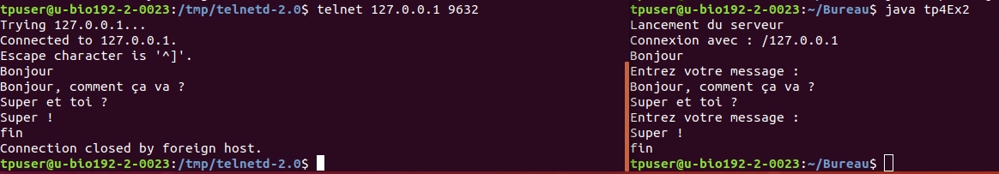 tpuser@u-bio192-2-0023:/tmp/telnetd-2.0$ telnet 127.0.0.1 9632
Trying 127.0.0.1...
Connected to 127.0.0.1.
Escape character is '^]'.
Bonjour
Bonjour, comment ça va ?
Super et toi ?
Super !
fin
Connection closed by foreign host.
tpuser@u-bio192-2-0023:/tmp/telnetd-2.0$
tpuser@u-bio192-2-0023:~/Bureau$ java tp4Ex2
Lancement du serveur
Connexion avec : /127.0.0.1
Bonjour
Entrez votre message :
Bonjour, comment ça va ?
Super et toi ?
Entrez votre message :
Super !
fin
tpuser@u-bio192-2-0023:~/Bureau$